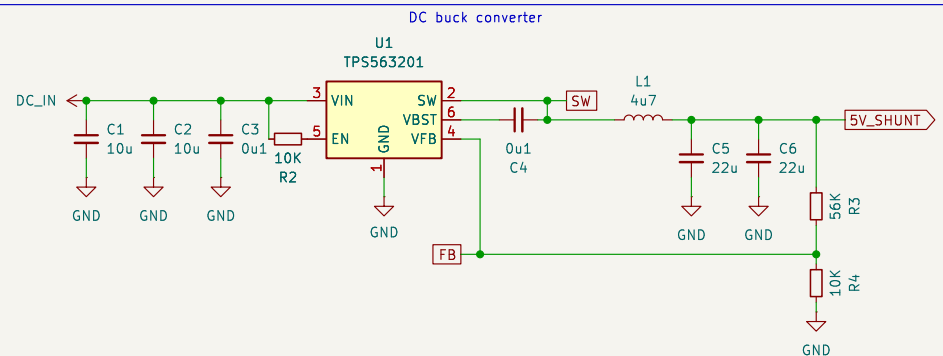 DC buck converter
U1
TPS563201
DC_IN
3 VIN SW 2
VBST 6
5 EN VFB 4
GND
1
C1
10u
C2
10u
C3
0u1
10K
R2
0u1
C4
SW
L1
4u7
5V_SHUNT
C5
22u
C6
22u
56K
R3
GND
GND
GND
GND
GND
GND
FB
10K
R4
GND